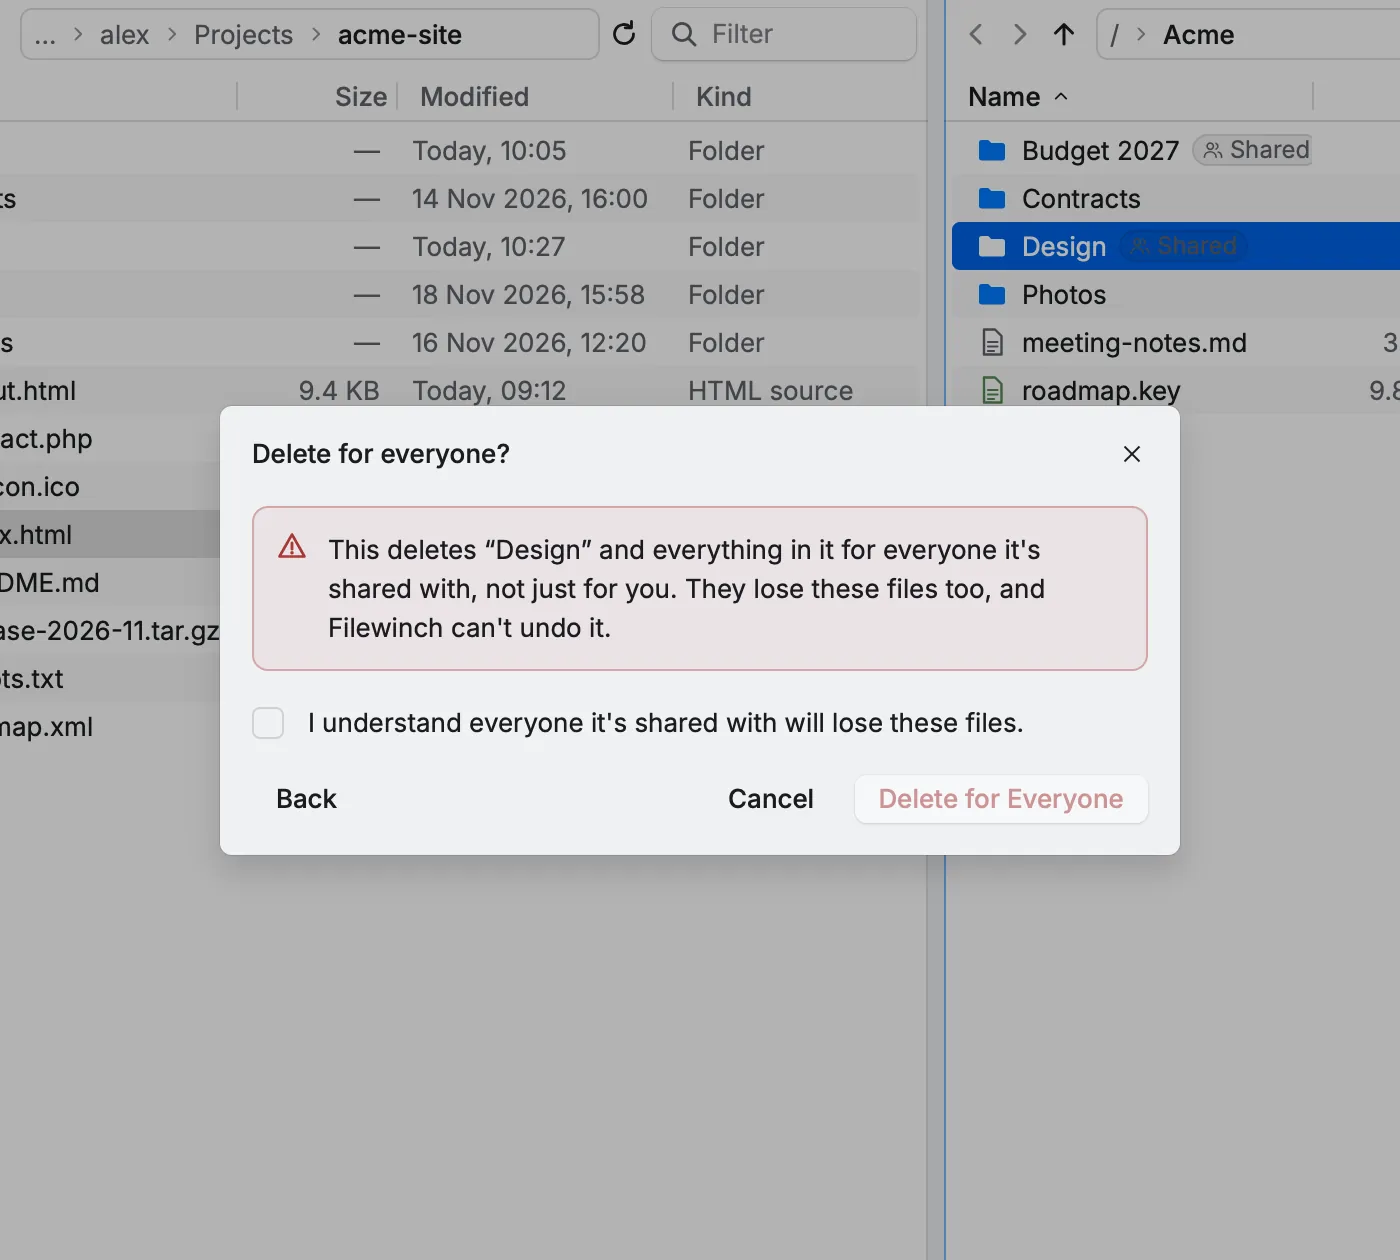 ... > alex > Projects > acme-site
Filter
/ > Acme
Size Modified Kind
Name
— Today, 10:05 Folder
Budget 2027 Shared
ts — 14 Nov 2026, 16:00 Folder
Contracts
— Today, 10:27 Folder
Design Shared
— 18 Nov 2026, 15:58 Folder
Photos
s — 16 Nov 2026, 12:20 Folder
meeting-notes.md 3
ut.html 9.4 KB Today, 09:12 HTML source
roadmap.key 9.8
act.php
con.ico
x.html
DME.md
ase-2026-11.tar.gz
ots.txt
map.xml
Delete for everyone?
This deletes “Design” and everything in it for everyone it's
shared with, not just for you. They lose these files too, and
Filewinch can't undo it.
I understand everyone it's shared with will lose these files.
Back Cancel Delete for Everyone